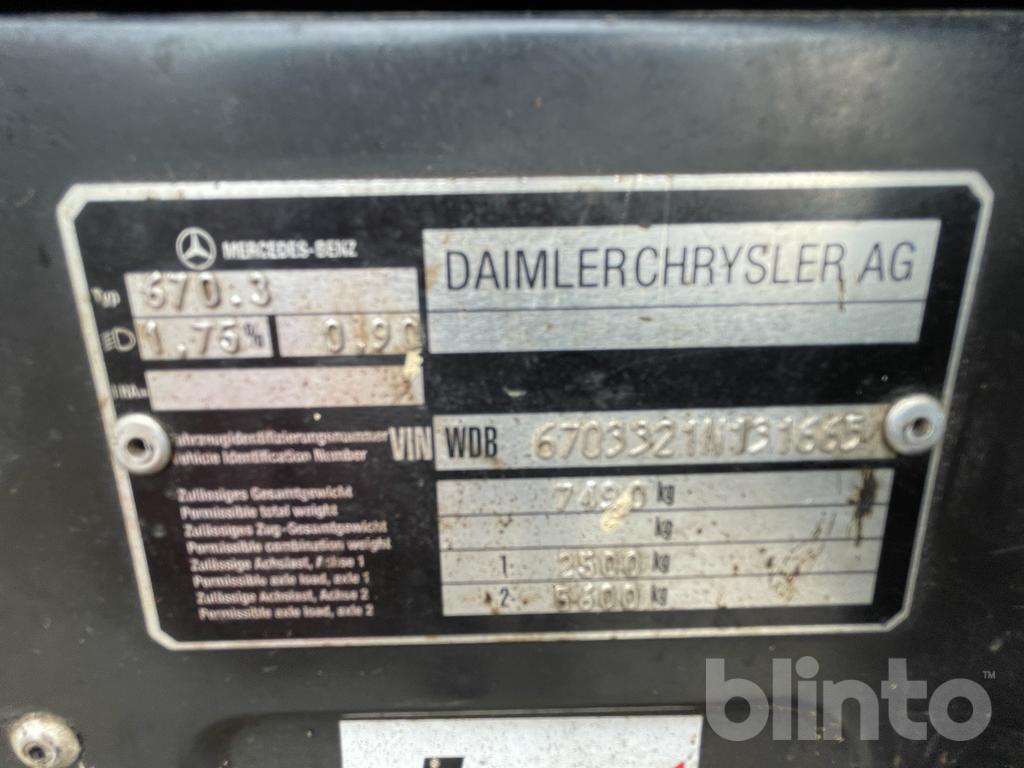 MERCEDES-BENZ
DAIMLERCHRYSLER AG
Typ 670.3
1.75% 0.90
Fahrzeugidentifizierungsnummer
Vehicle Identification Number
VIN WDB 6703321N131665
Zulässiges Gesamtgewicht
Permissible total weight
7490 kg
Zulässiges Zug-Gesamtgewicht
Permissible combination weight
kg
Zulässige Achslast, Achse 1
Permissible axle load, axle 1
1 2500 kg
Zulässige Achslast, Achse 2
Permissible axle load, axle 2
2 5600 kg
blinto™